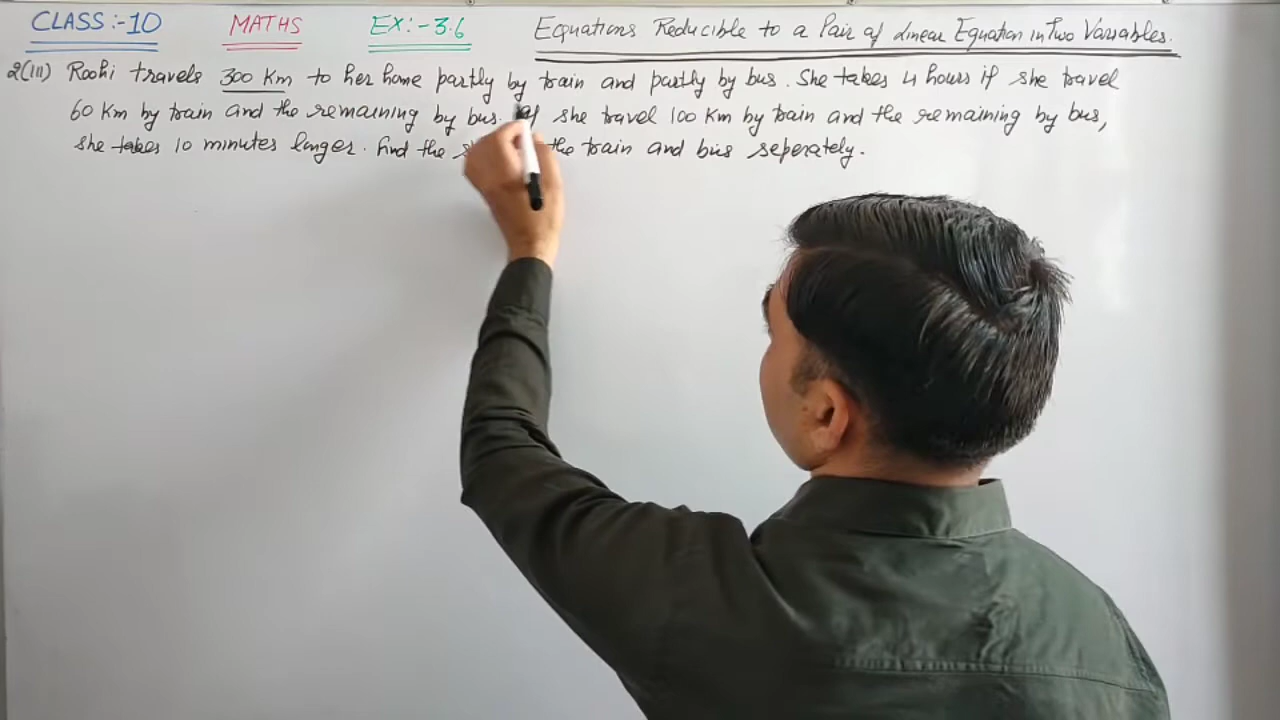 CLASS:-10 MATHS EX:-3.6 Equations Reducible to a Pair of Linear Equation in Two Variables.
2(iii) Roohi travels 300 Km to her home partly by train and partly by bus. She takes 4 hours if she travel
60 Km by train and the remaining by bus. If she travel 100 Km by train and the remaining by bus,
she takes 10 minutes longer. Find the the train and bus seperately.